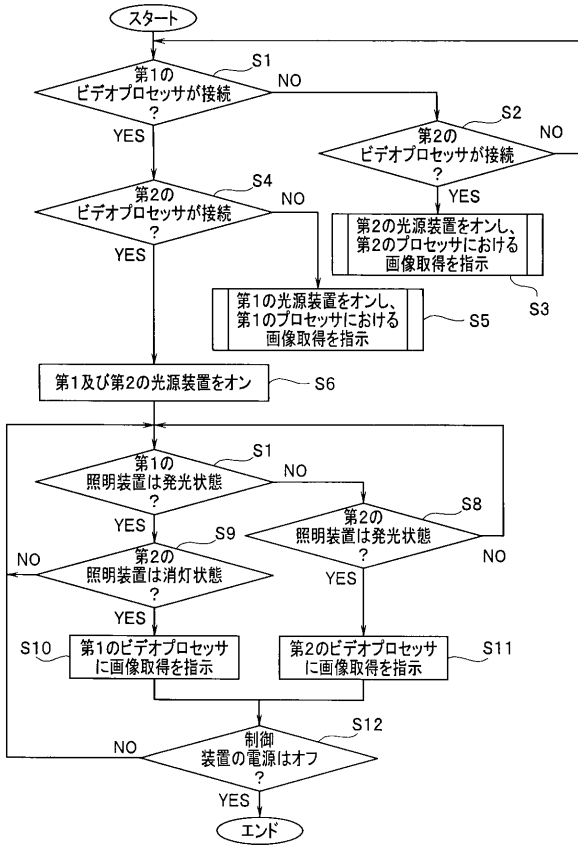 スタート
S1
第1の
ビデオプロセッサが接続
?
NO
YES
S2
第2の
ビデオプロセッサが接続
?
NO
YES
S4
第2の
ビデオプロセッサが接続
?
NO
YES
第2の光源装置をオンし、
第2のプロセッサにおける
画像取得を指示
S3
第1の光源装置をオンし、
第1のプロセッサにおける
画像取得を指示
S5
第1及び第2の光源装置をオン
S6
S1
第1の
照明装置は発光状態
?
NO
YES
S8
第2の
照明装置は発光状態
?
NO
YES
S9
第2の
照明装置は消灯状態
?
NO
YES
S10
第1のビデオプロセッサ
に画像取得を指示
第2のビデオプロセッサ
に画像取得を指示
S11
S12
制御
装置の電源はオフ
?
NO
YES
エンド